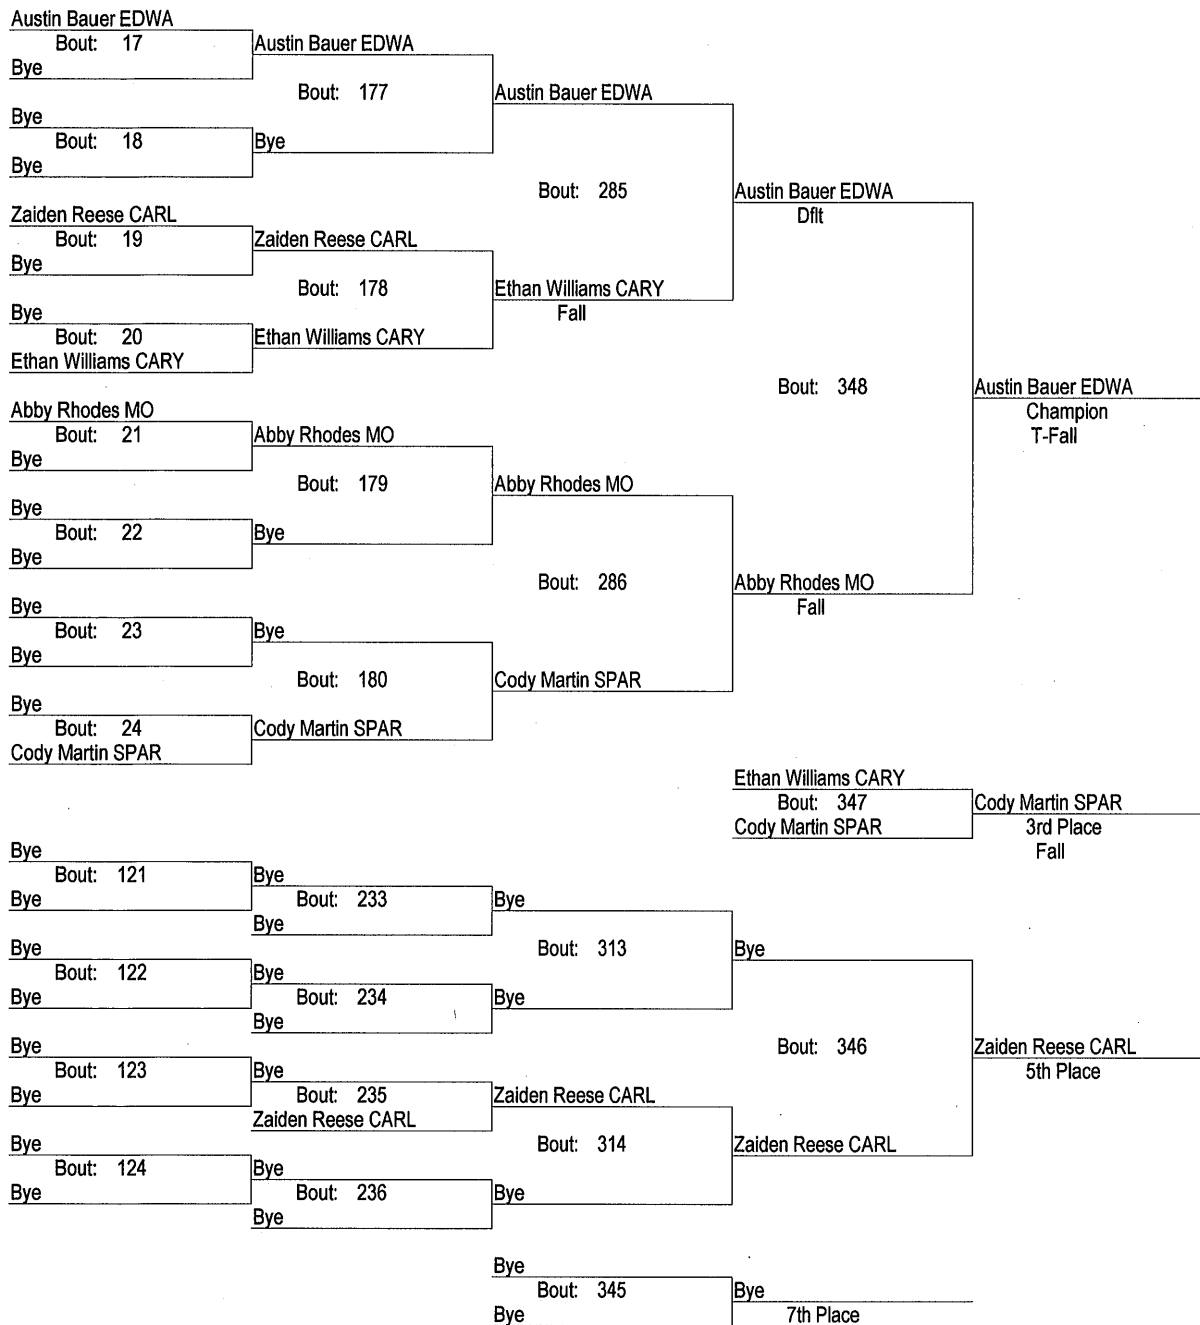 Austin Bauer EDWA
Bout: 17
Austin Bauer EDWA
Bye
Bout: 177
Austin Bauer EDWA
Bye
Bout: 18
Bye
Bye
Bout: 285
Austin Bauer EDWA
Dflt
Zaiden Reese CARL
Bout: 19
Zaiden Reese CARL
Bye
Bout: 178
Ethan Williams CARY
Fall
Bye
Bout: 20
Ethan Williams CARY
Ethan Williams CARY
Bout: 348
Austin Bauer EDWA
Champion
T-Fall
Abby Rhodes MO
Bout: 21
Abby Rhodes MO
Bye
Bout: 179
Abby Rhodes MO
Bye
Bout: 22
Bye
Bye
Bout: 286
Abby Rhodes MO
Fall
Bye
Bout: 23
Bye
Bye
Bout: 180
Cody Martin SPAR
Bye
Bout: 24
Cody Martin SPAR
Cody Martin SPAR
Ethan Williams CARY
Bout: 347
Cody Martin SPAR
Cody Martin SPAR
3rd Place
Fall
Bye
Bout: 121
Bye
Bye
Bout: 233
Bye
Bye
Bye
Bout: 313
Bye
Bout: 122
Bye
Bye
Bye
Bout: 234
Bye
Bye
Bye
Bout: 346
Zaiden Reese CARL
5th Place
Bout: 123
Bye
Bye
Bout: 235
Zaiden Reese CARL
Zaiden Reese CARL
Bye
Bout: 314
Zaiden Reese CARL
Bout: 124
Bye
Bye
Bout: 236
Bye
Bye
Bye
Bout: 345
Bye
Bye
7th Place